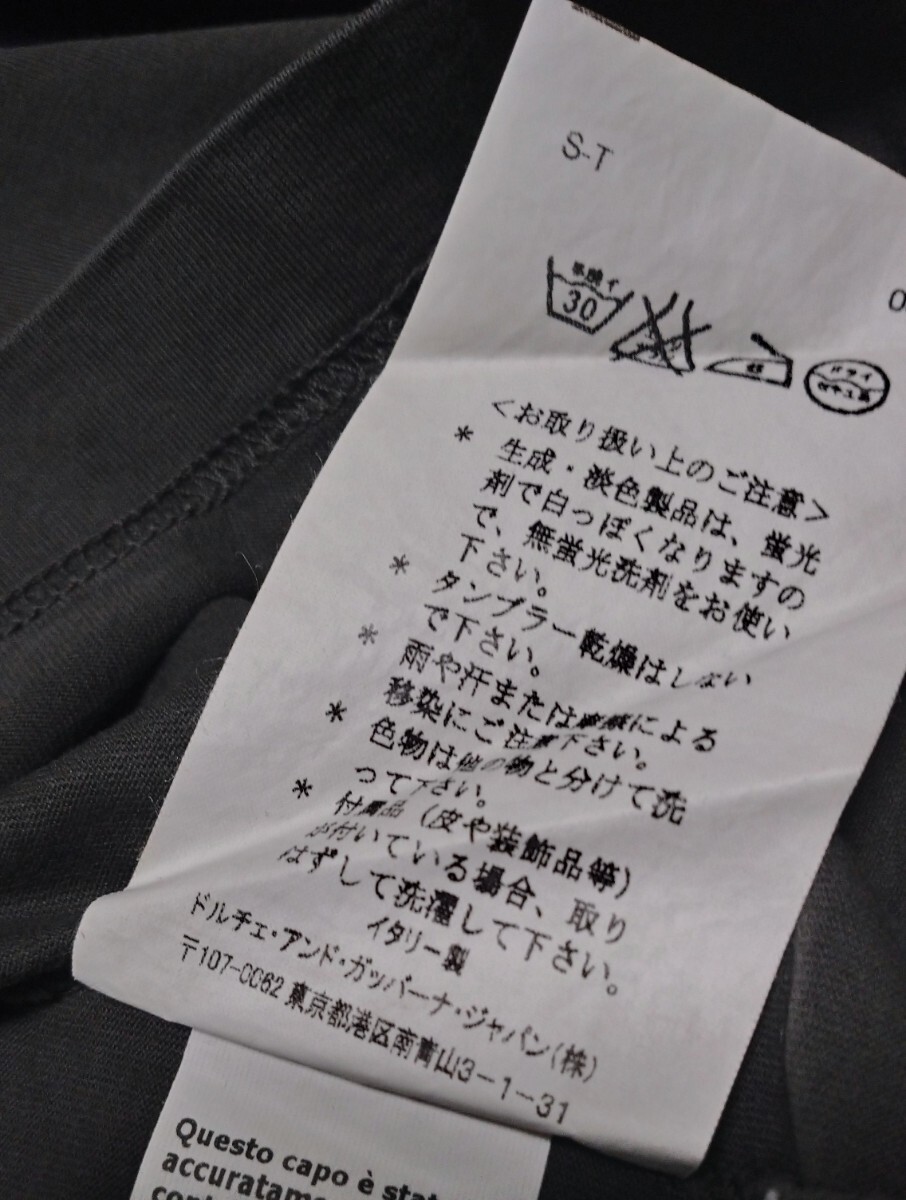 S-T
0
30
ドライ
<お取り扱い上のご注意>
* 生成・淡色製品は、蛍光
剤で白っぽくなりますの
で、無蛍光洗剤をお使い
下さい。
* タンブラー乾燥はしない
で下さい。
* 雨や汗または摩擦による
移染にご注意下さい。
* 色物は他の物と分けて洗
って下さい。
* 付属品(皮や装飾品等)
が付いている場合、取り
はずして洗濯して下さい。
イタリー製
ドルチェ・アンド・ガッバーナ・ジャパン(株)
〒107-0062 東京都港区南青山3-1-31
Questo capo è stat
accuratame